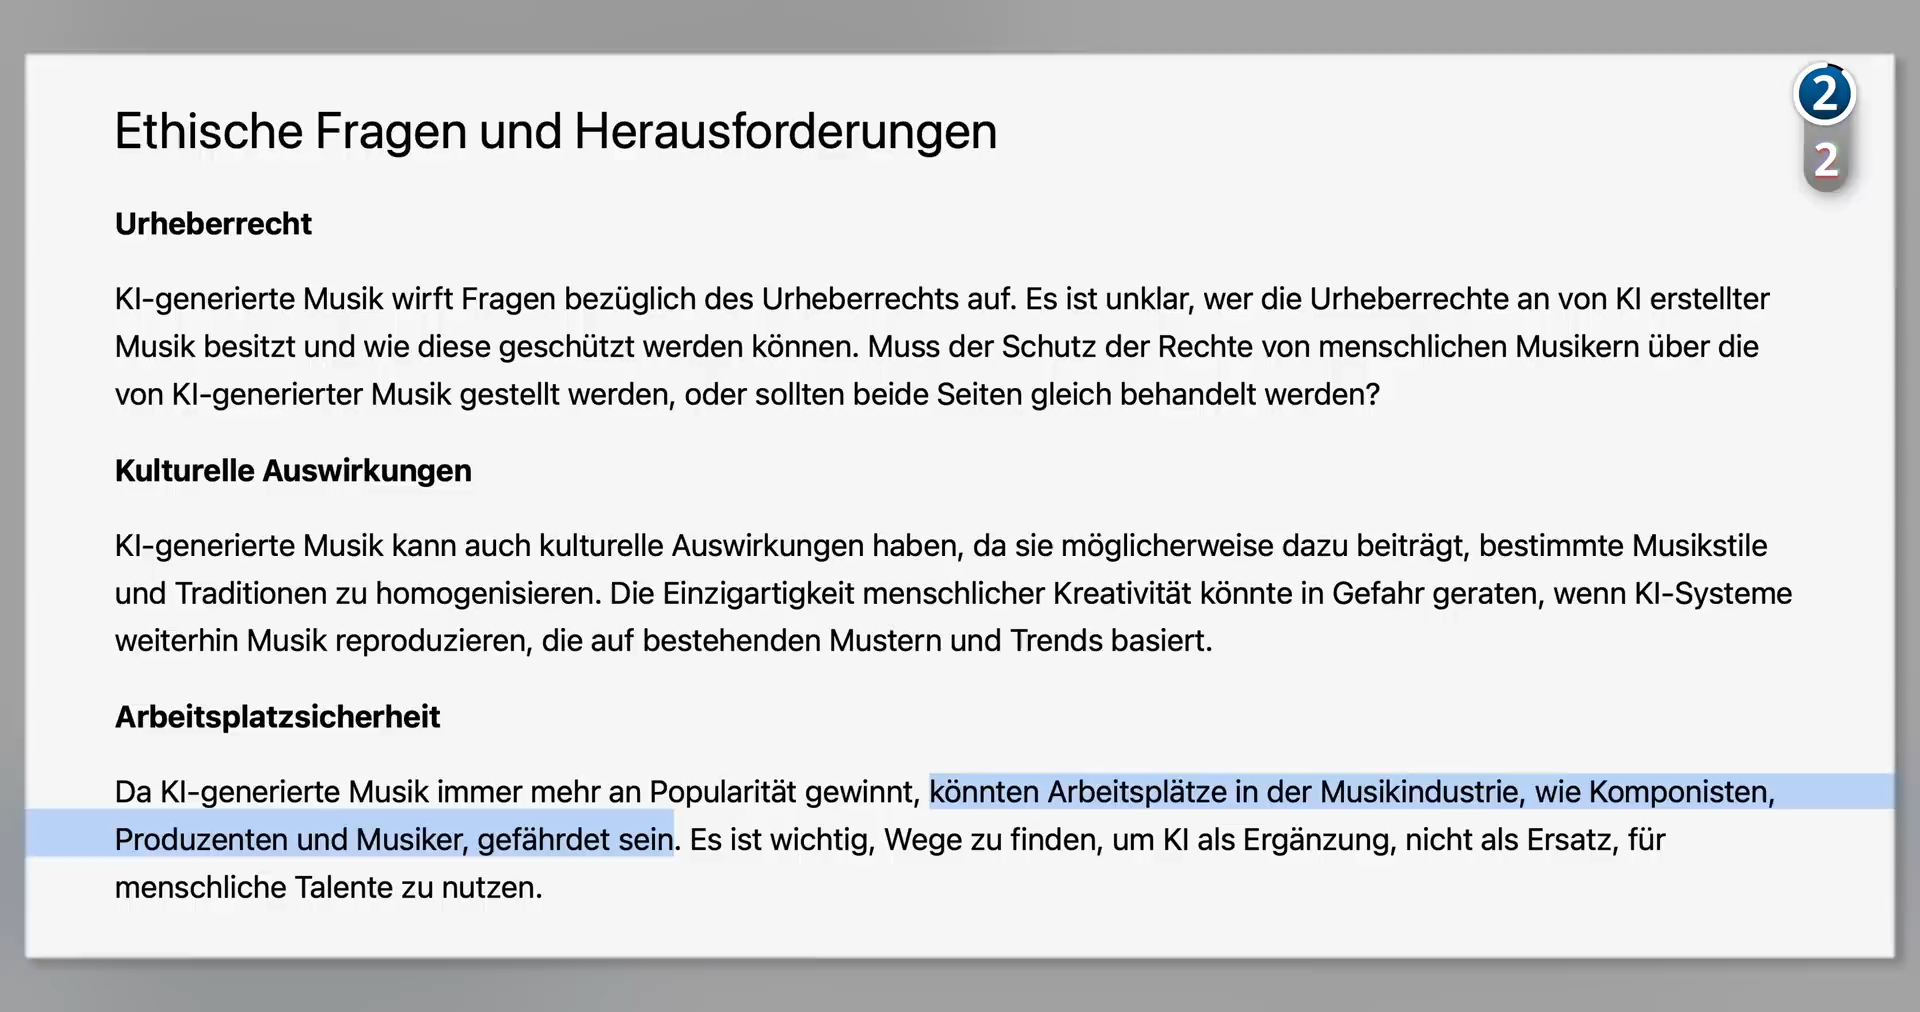 Ethische Fragen und Herausforderungen
2
2
Urheberrecht
KI-generierte Musik wirft Fragen bezüglich des Urheberrechts auf. Es ist unklar, wer die Urheberrechte an von KI erstellter
Musik besitzt und wie diese geschützt werden können. Muss der Schutz der Rechte von menschlichen Musikern über die
von KI-generierter Musik gestellt werden, oder sollten beide Seiten gleich behandelt werden?
Kulturelle Auswirkungen
KI-generierte Musik kann auch kulturelle Auswirkungen haben, da sie möglicherweise dazu beiträgt, bestimmte Musikstile
und Traditionen zu homogenisieren. Die Einzigartigkeit menschlicher Kreativität könnte in Gefahr geraten, wenn KI-Systeme
weiterhin Musik reproduzieren, die auf bestehenden Mustern und Trends basiert.
Arbeitsplatzsicherheit
Da KI-generierte Musik immer mehr an Popularität gewinnt, könnten Arbeitsplätze in der Musikindustrie, wie Komponisten,
Produzenten und Musiker, gefährdet sein. Es ist wichtig, Wege zu finden, um KI als Ergänzung, nicht als Ersatz, für
menschliche Talente zu nutzen.